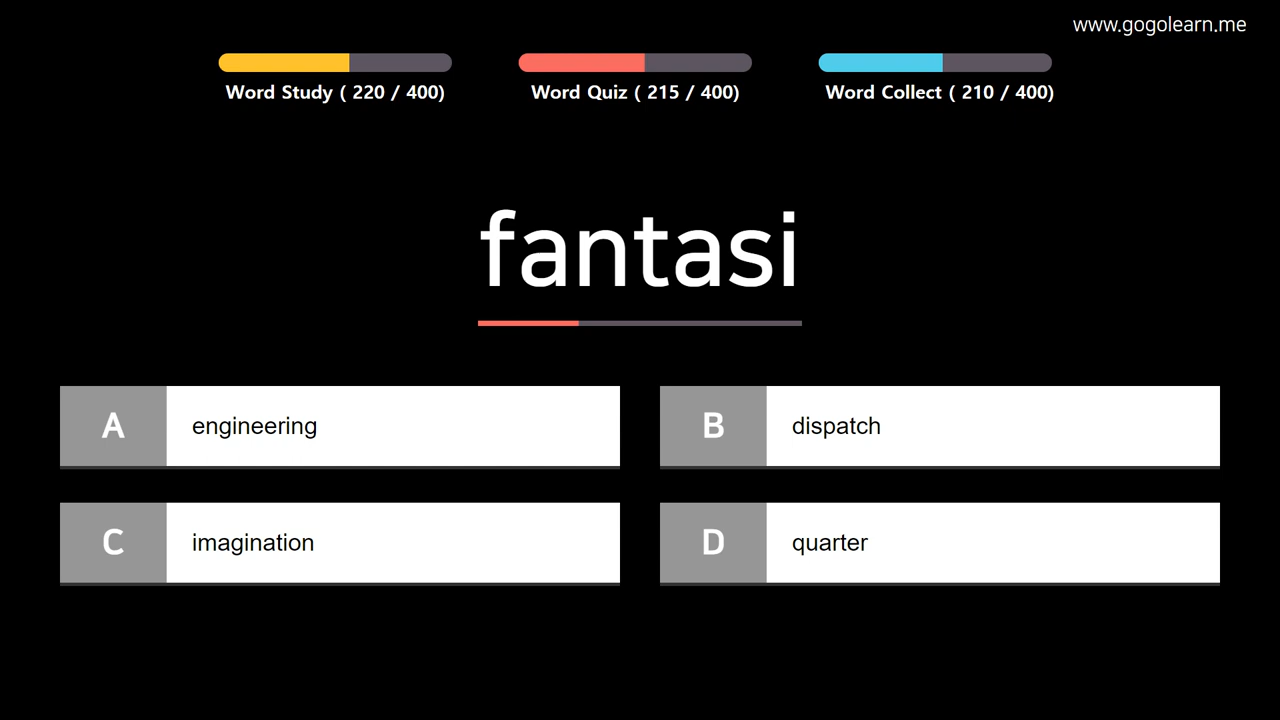 www.gogolearn.me
Word Study ( 220 / 400)
Word Quiz ( 215 / 400)
Word Collect ( 210 / 400)
fantasi
A engineering
B dispatch
C imagination
D quarter